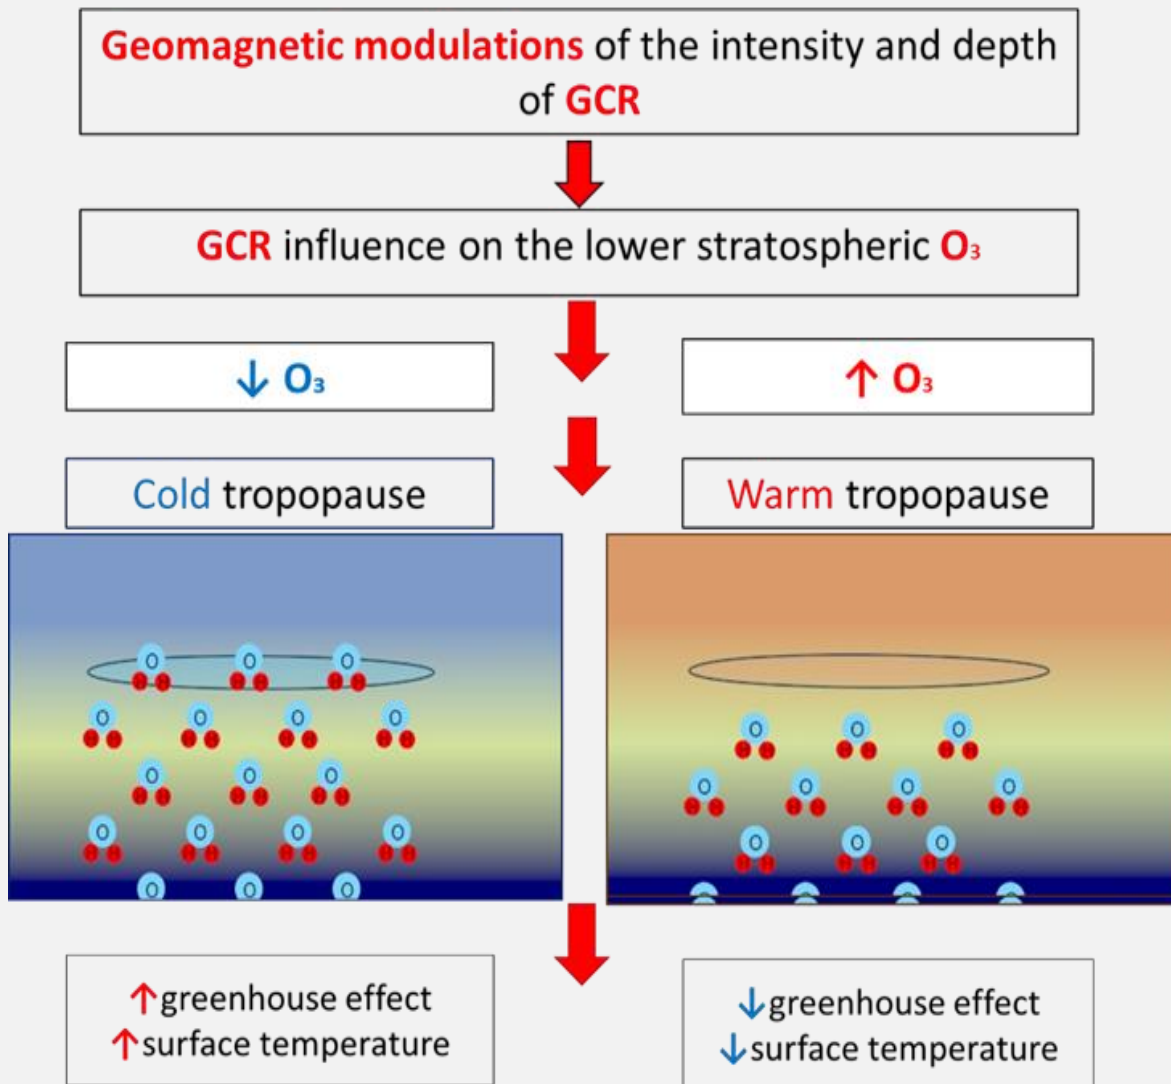 Geomagnetic modulations of the intensity and depth
of GCR
GCR influence on the lower stratospheric O₃
↓ O₃
↑ O₃
Cold tropopause
Warm tropopause
O O O
O O O O
O O O
O O O O
O O O
O O O
O O O O
O O O
↑greenhouse effect
↑surface temperature
↓greenhouse effect
↓surface temperature